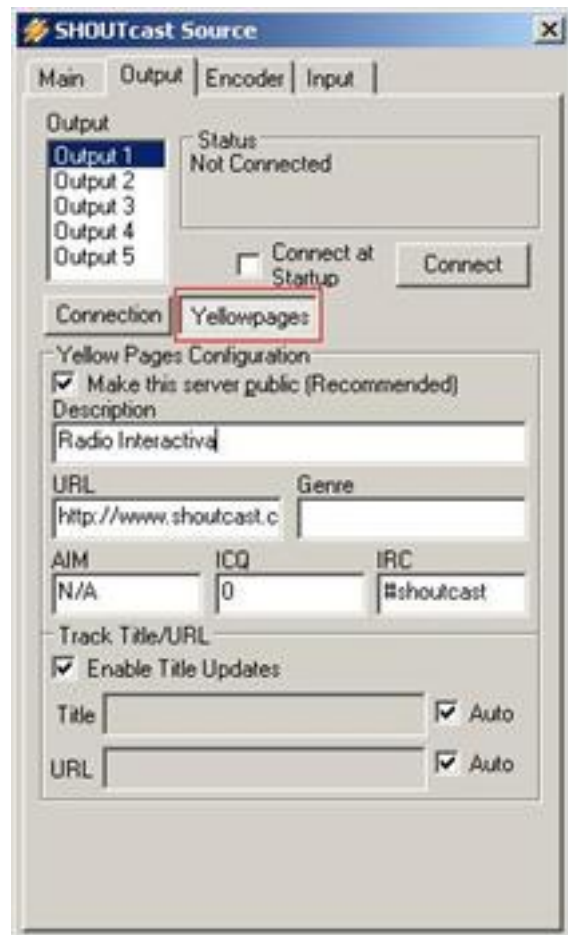 SHOUTcast Source
Main Output Encoder Input
Output
Output 1
Output 2
Output 3
Output 4
Output 5
Status
Not Connected
Connect at
Startup
Connect
Connection Yellowpages
Yellow Pages Configuration
Make this server public (Recommended)
Description
Radio Interactiva
URL Genre
http://www.shoutcast.c
AIM ICQ IRC
N/A 0 #shoutcast
Track Title/URL
Enable Title Updates
Title Auto
URL Auto